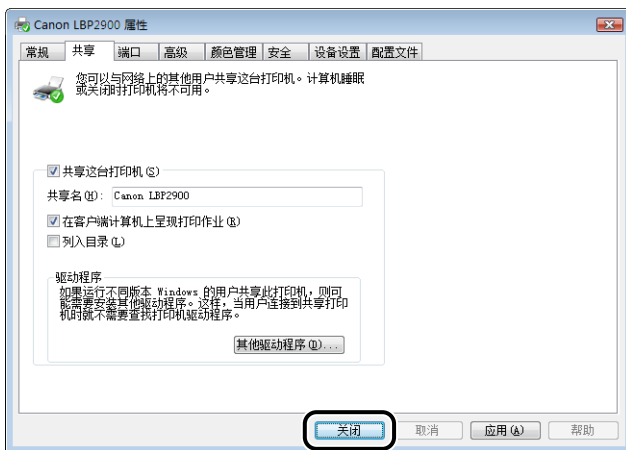 Canon LBP2900 属性
常规 共享 端口 高级 颜色管理 安全 设备设置 配置文件
您可以与网络上的其他用户共享这台打印机。计算机睡眠
或关闭时打印机将不可用。
共享这台打印机(S)
共享名(H): Canon LBP2900
在客户端计算机上呈现打印作业(R)
列入目录(L)
驱动程序
如果运行不同版本 Windows 的用户共享此打印机，则可
能需要安装其他驱动程序。这样，当用户连接到共享打印
机时就不需要查找打印机驱动程序。
其他驱动程序(D)...
关闭 取消 应用(A) 帮助